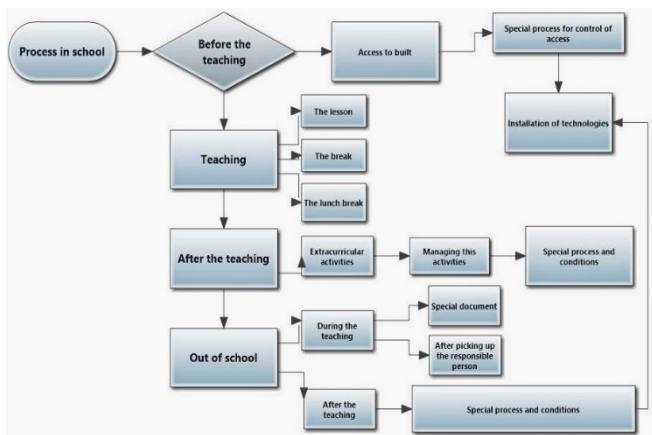 Process in school
Before the
teaching
Access to built
Special process for control of
access
Installation of technologies
The lesson
Teaching
The break
The lunch break
After the teaching
Extracurricular
activities
Managing this
activities
Special process and
conditions
Out of school
During the
teaching
Special document
After picking up
the responsible
person
After the
teaching
Special process and conditions